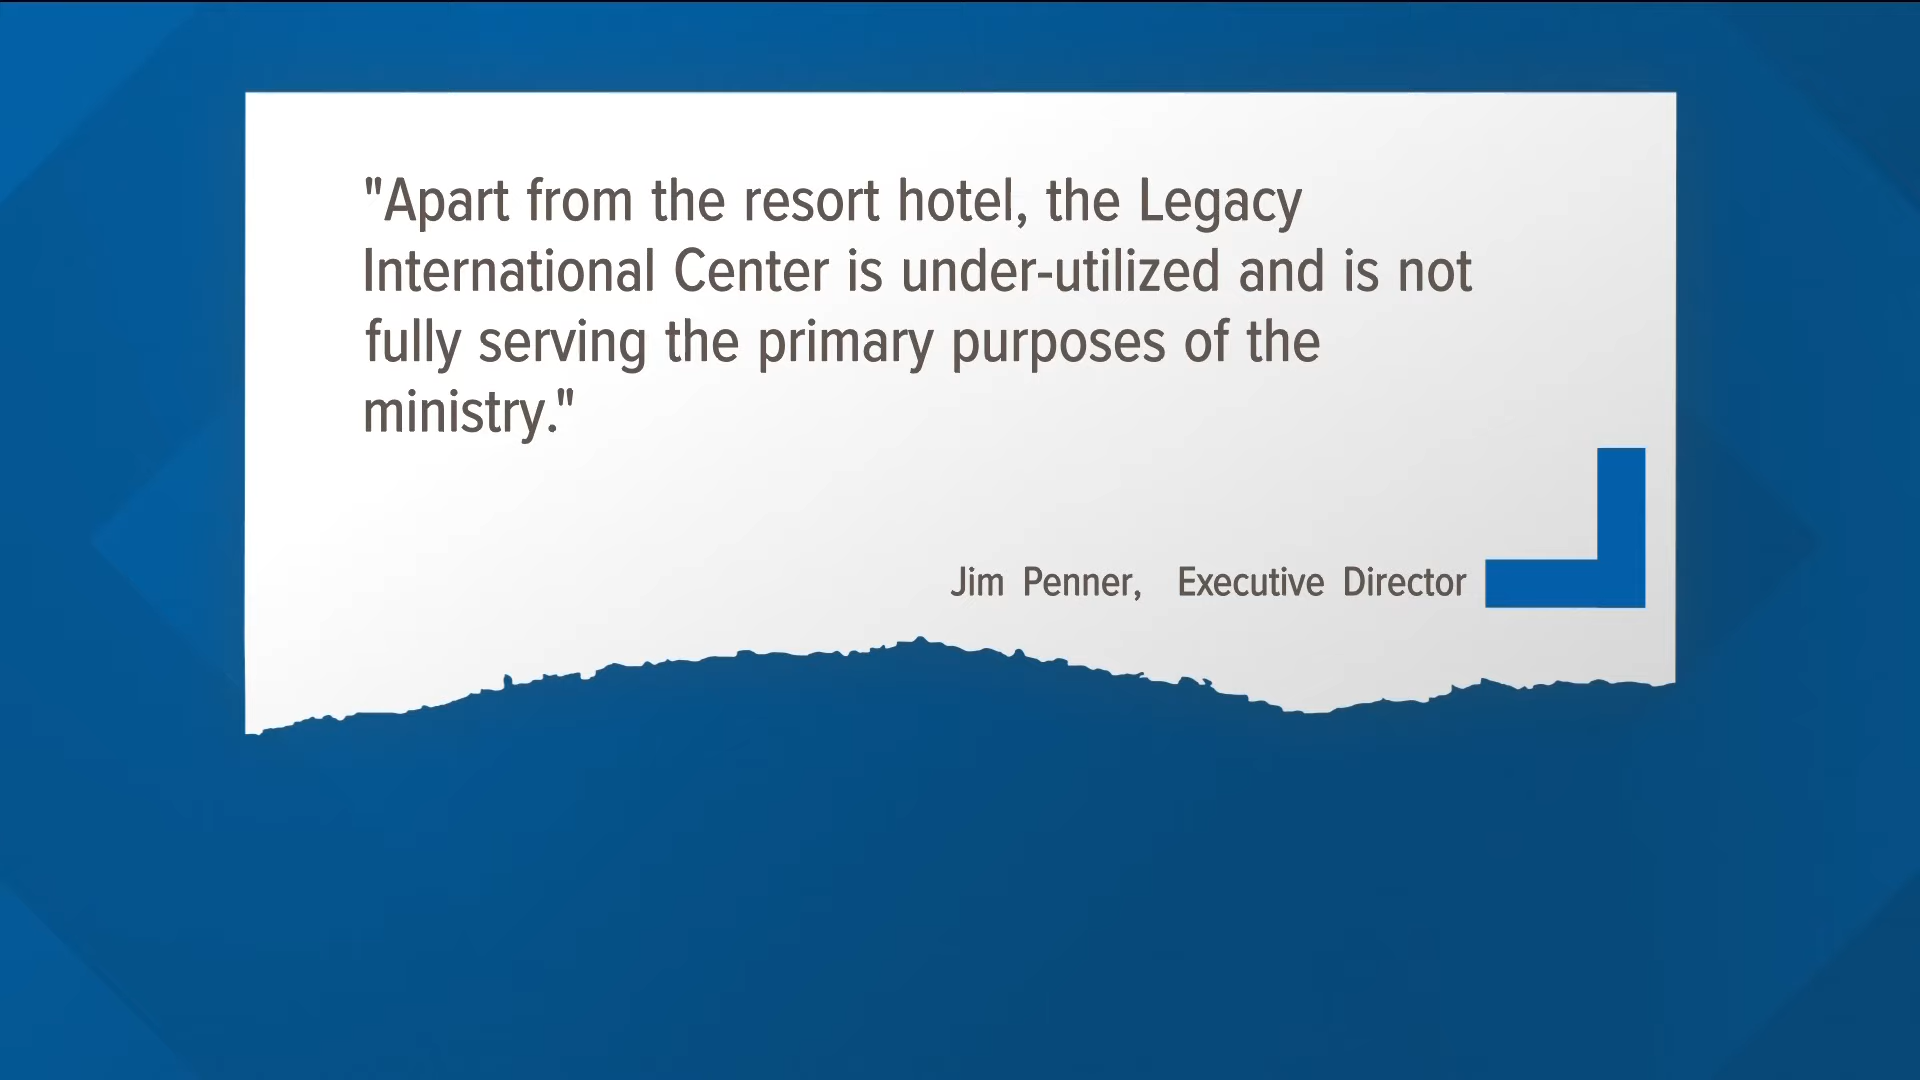 "Apart from the resort hotel, the Legacy
International Center is under-utilized and is not
fully serving the primary purposes of the
ministry."
Jim Penner, Executive Director